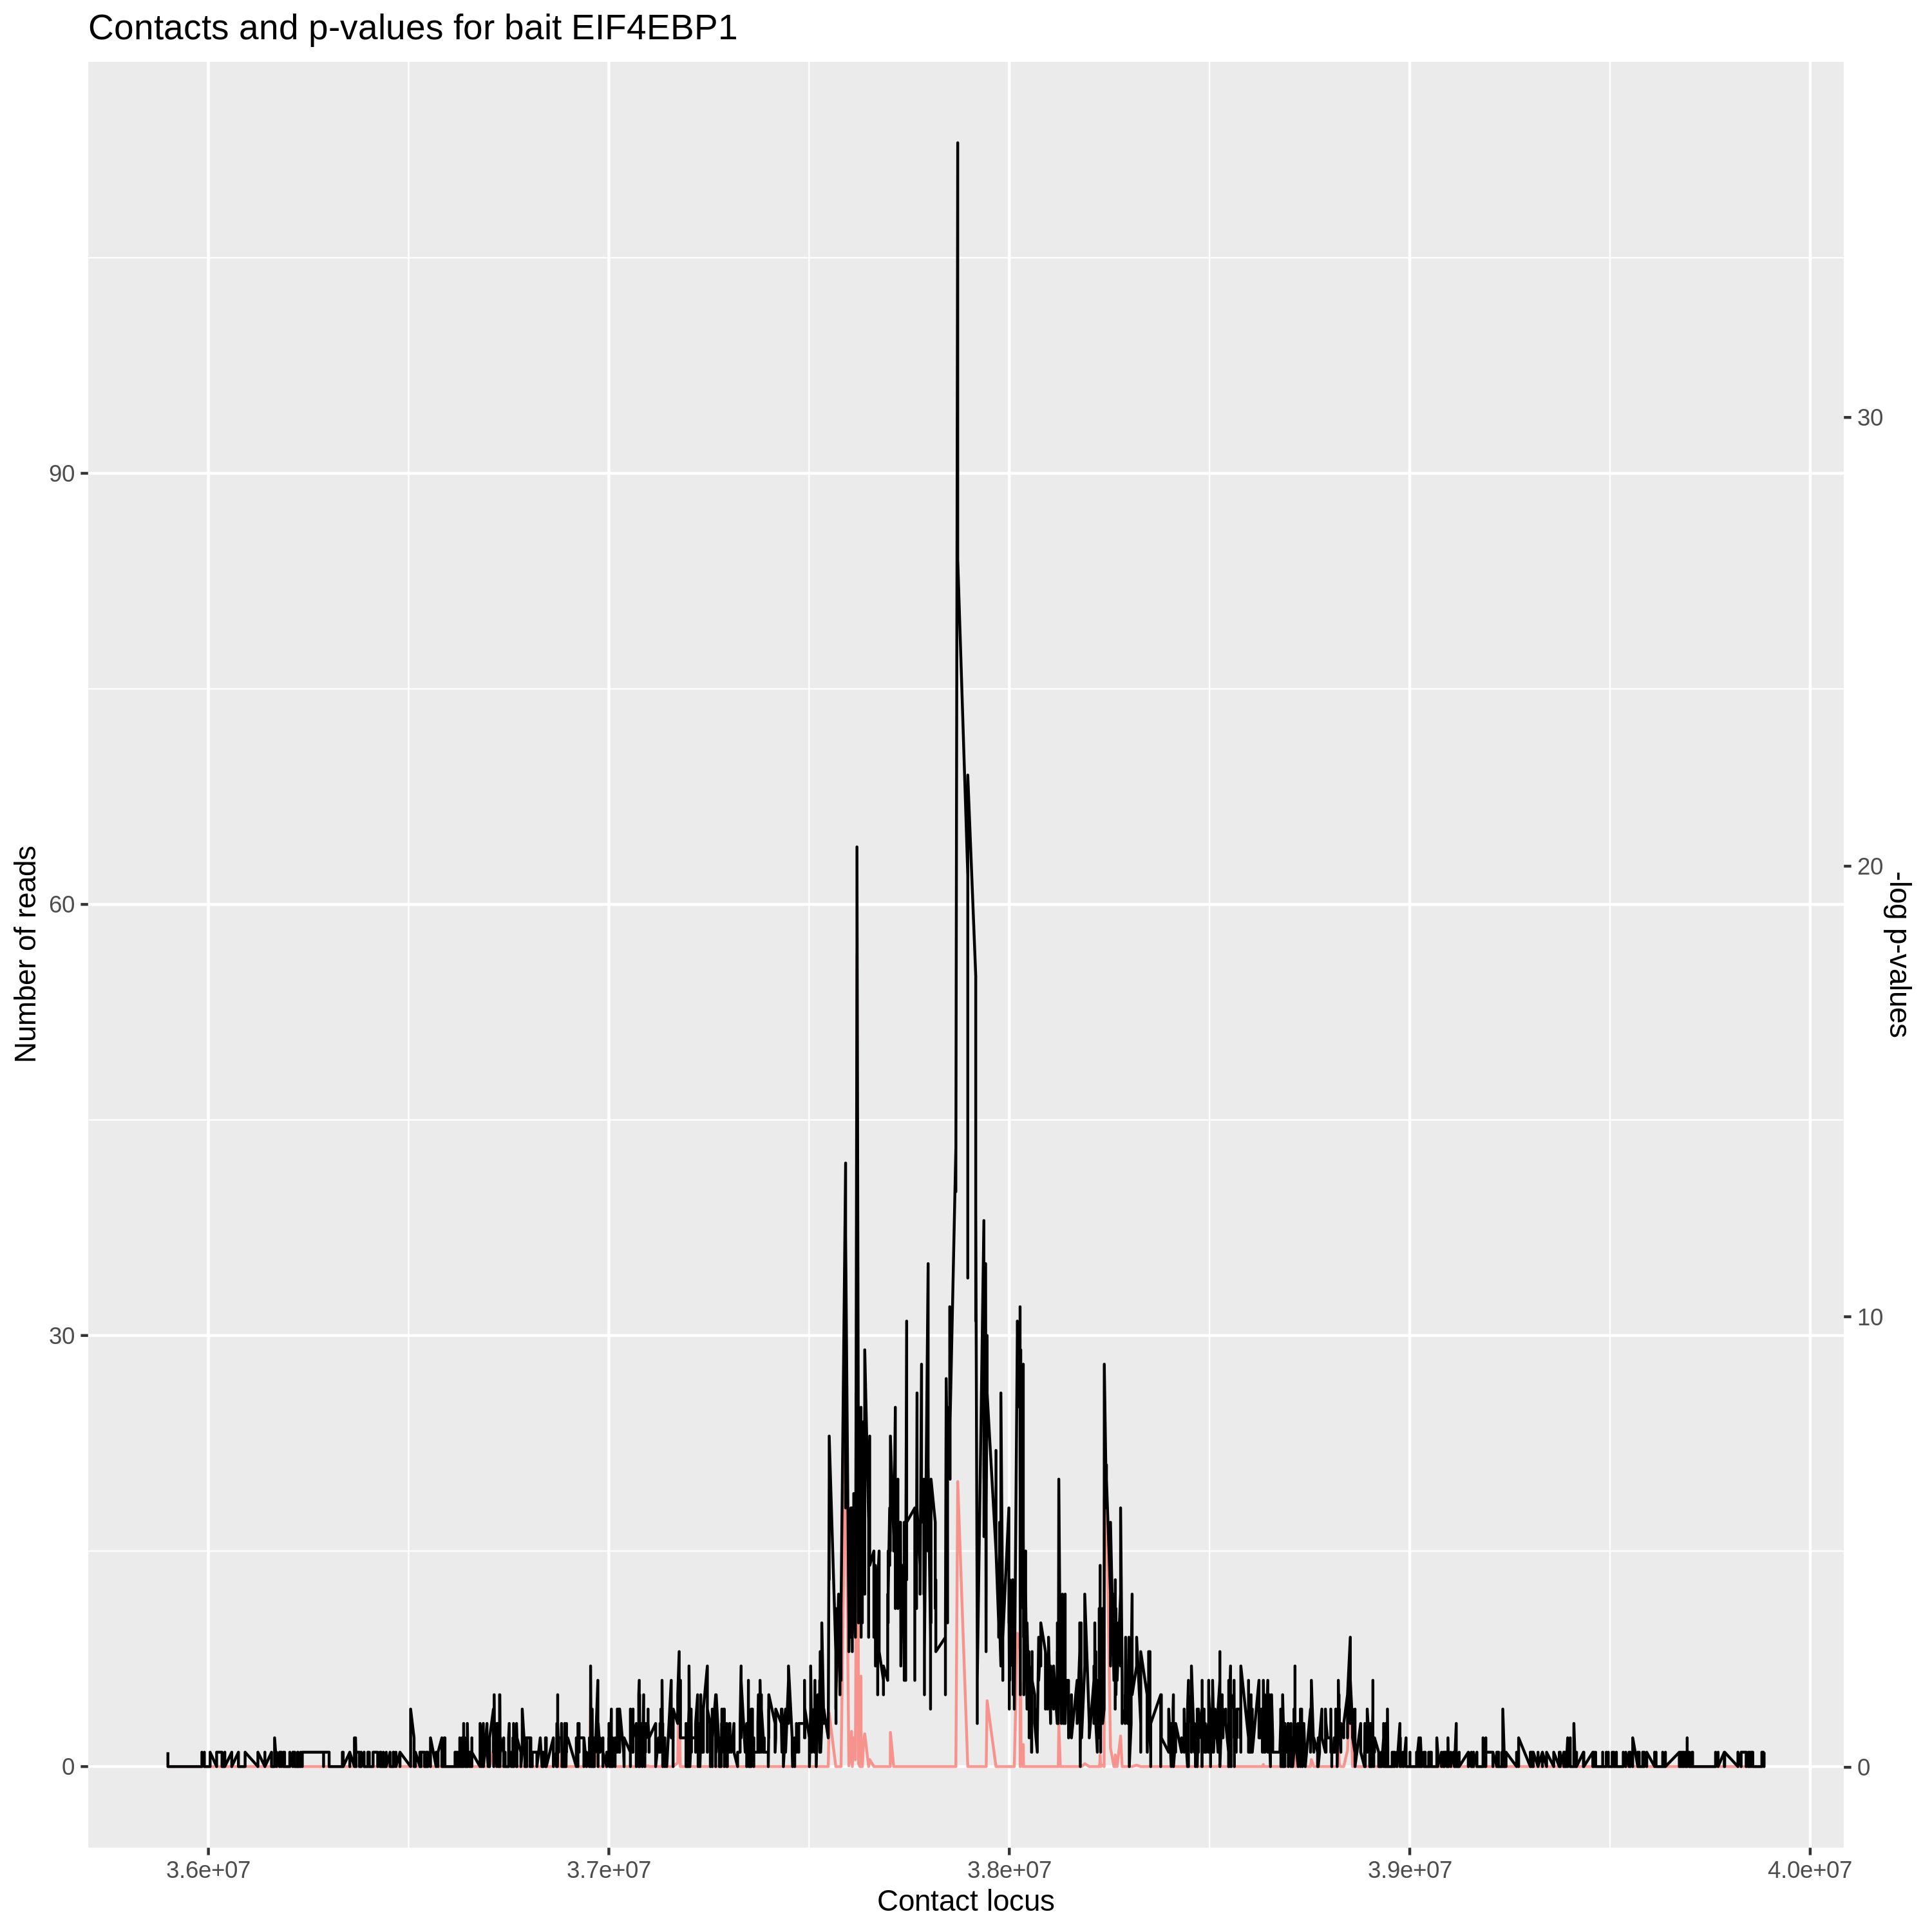 Contacts and p-values for bait EIF4EBP1
Number of reads
90
60
30
0
30
20
10
0
-log p-values
3.6e+07 3.7e+07 3.8e+07 3.9e+07 4.0e+07
Contact locus